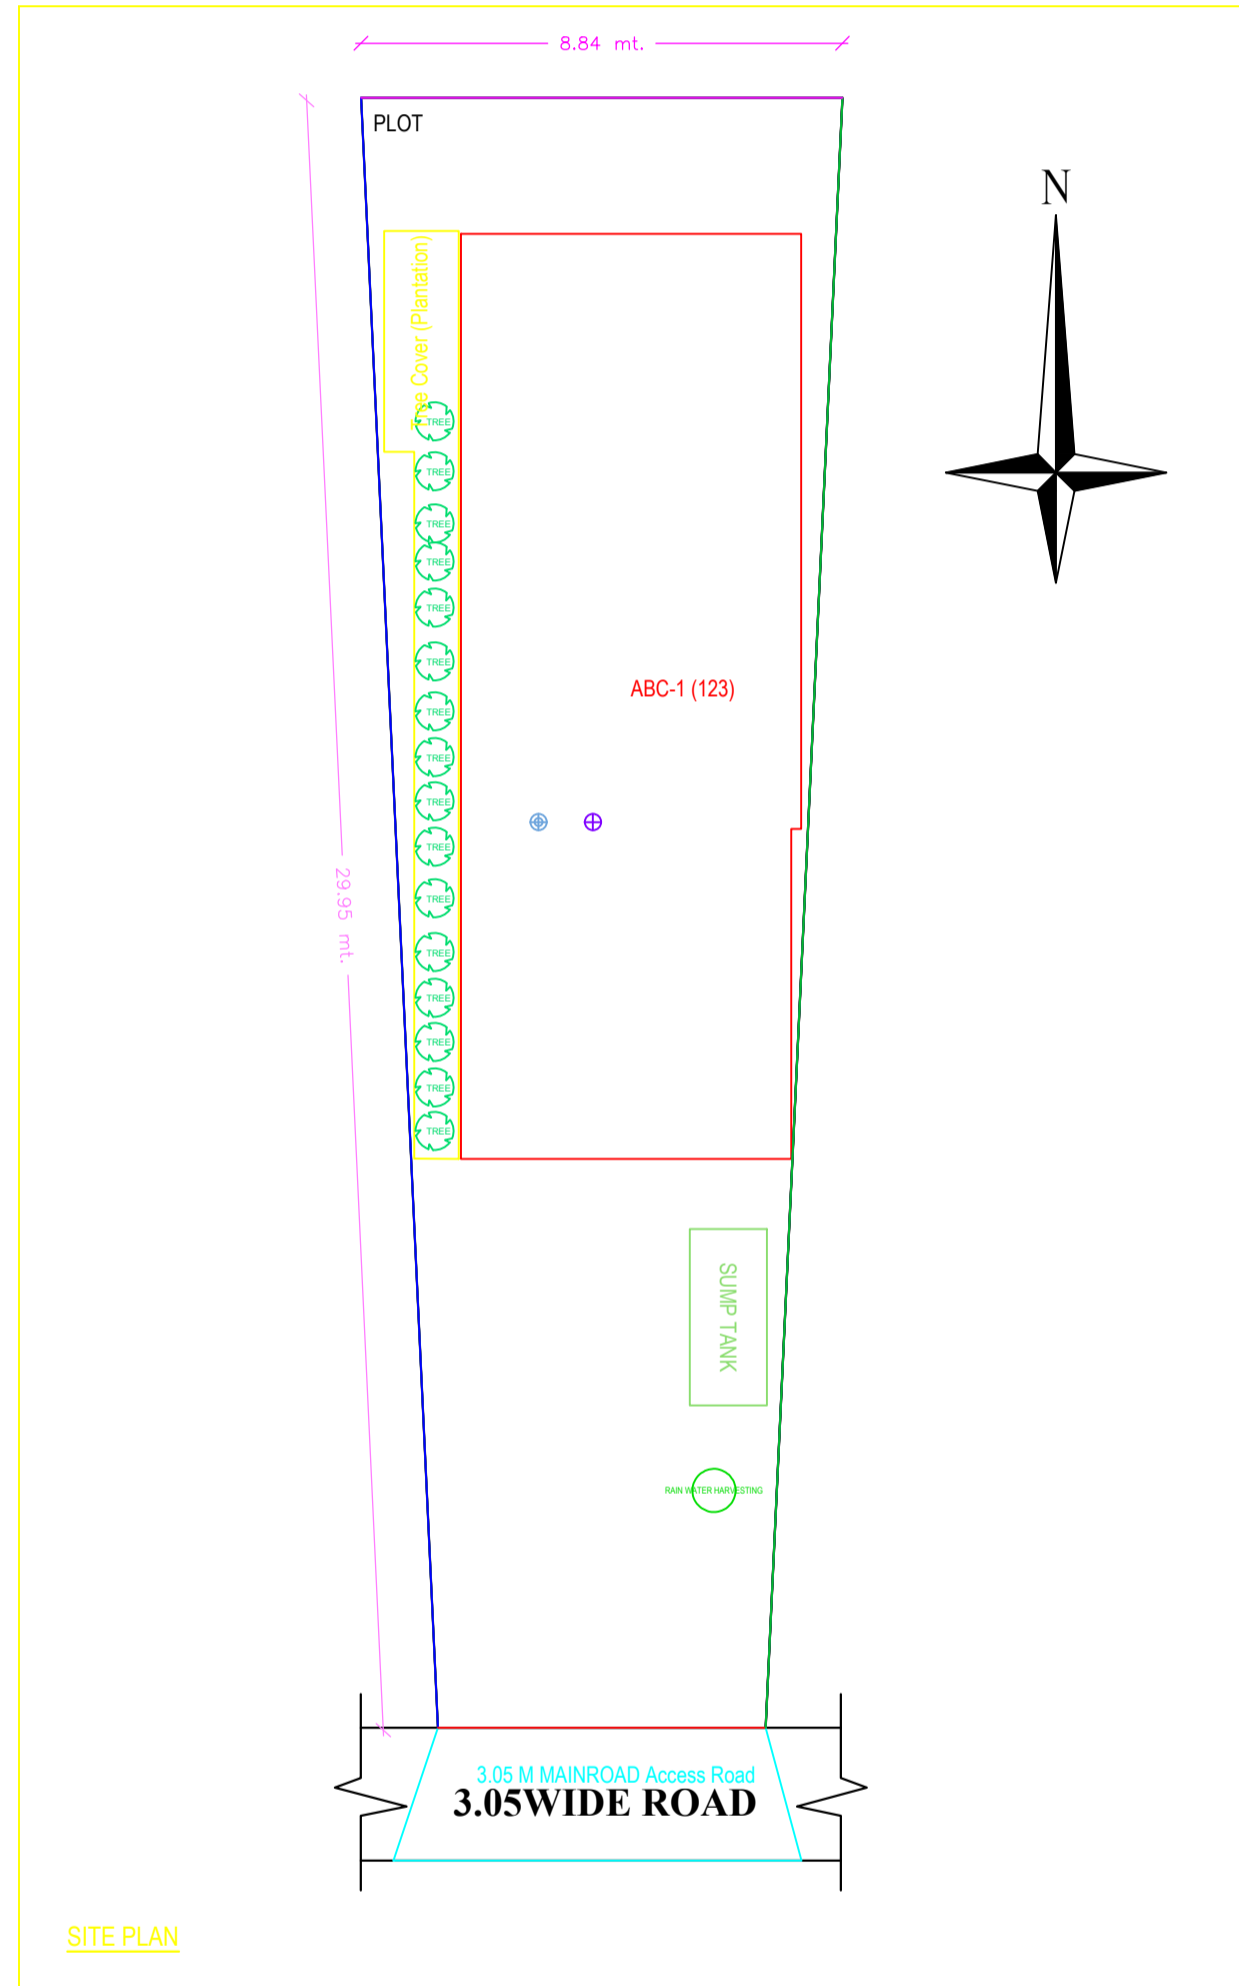 8.84 mt.
PLOT
N
Tree Cover (Plantation)
TREE
TREE
TREE
TREE
TREE
TREE
ABC-1 (123)
TREE
TREE
TREE
TREE
29.95 mt.
TREE
TREE
TREE
TREE
TREE
TREE
SUMP TANK
RAIN WATER HARVESTING
3.05 M MAINROAD Access Road
3.05WIDE ROAD
SITE PLAN